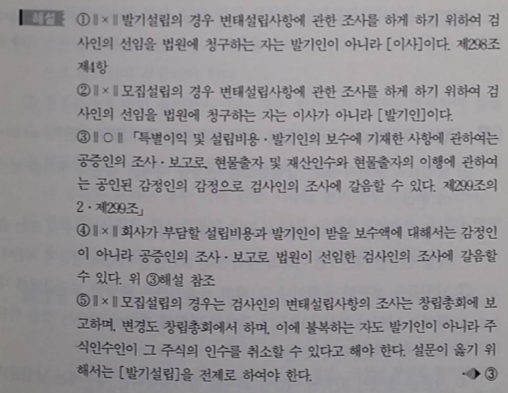 해설 ①∥×∥발기설립의 경우 변태설립사항에 관한 조사를 하게 하기 위하여 검
사인의 선임을 법원에 청구하는 자는 발기인이 아니라 [이사]이다. 제298조
제4항
②∥×∥모집설립의 경우 변태설립사항에 관한 조사를 하게 하기 위하여 검
사인의 선임을 법원에 청구하는 자는 이사가 아니라 [발기인]이다.
③∥○∥「특별이익 및 설립비용·발기인의 보수에 기재한 사항에 관하여는
공증인의 조사·보고로, 현물출자 및 재산인수와 현물출자의 이행에 관하여
는 공인된 감정인의 감정으로 검사인의 조사에 갈음할 수 있다. 제299조의
2·제299조」
④∥×∥회사가 부담할 설립비용과 발기인이 받을 보수액에 대해서는 감정인
이 아니라 공증인의 조사·보고로 법원이 선임한 검사인의 조사에 갈음할
수 있다. 위 ③해설 참조
⑤∥×∥모집설립의 경우는 검사인의 변태설립사항의 조사는 창립총회에 보
고하며, 변경도 창립총회에서 하며, 이에 불복하는 자도 발기인이 아니라 주
식인수인이 그 주식의 인수를 취소할 수 있다고 해야 한다. 설문이 옳기 위
해서는 [발기설립]을 전제로 하여야 한다. ③